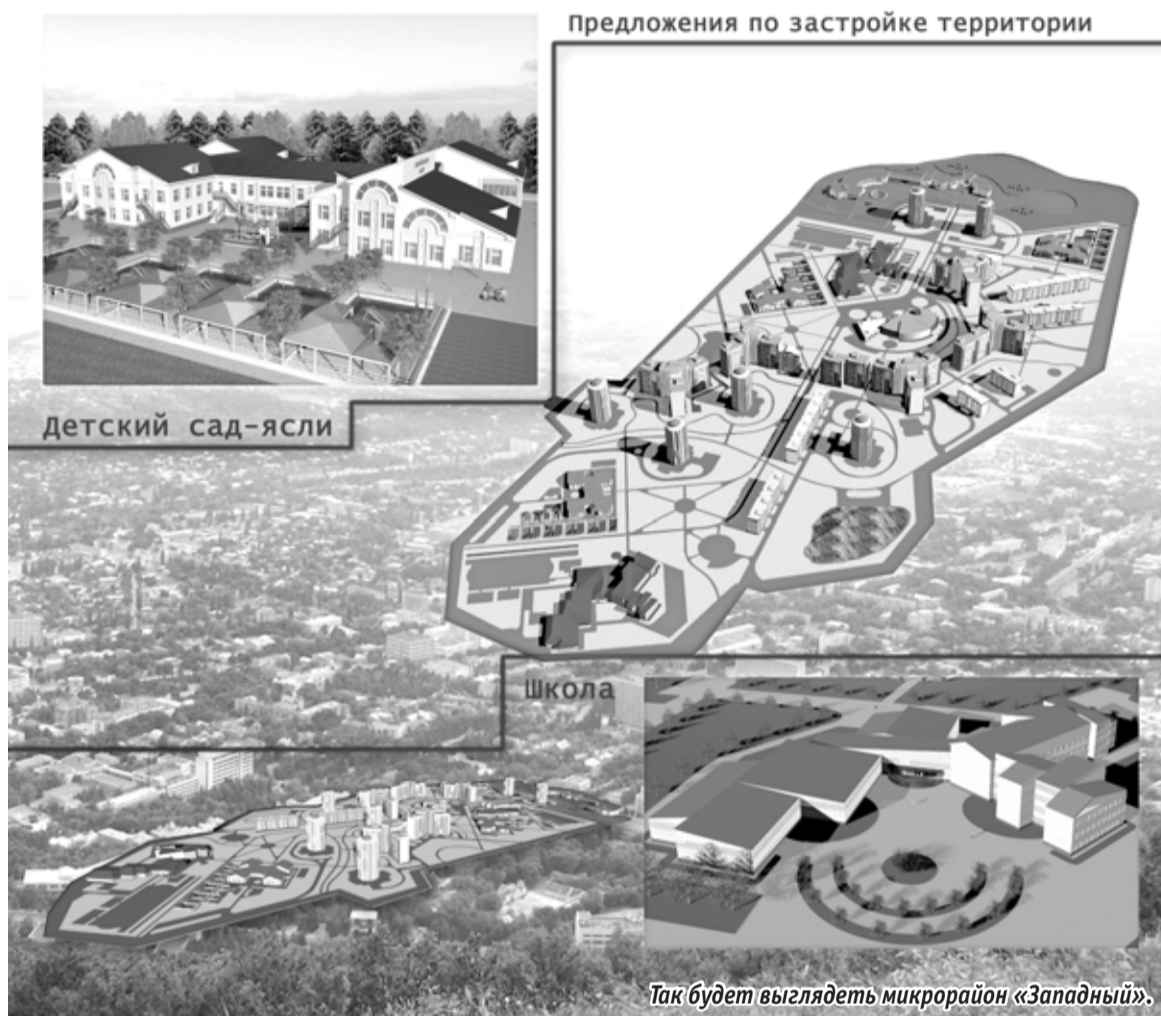 Предложения по застройке территории
Детский сад-ясли
Школа
Так будет выглядеть микрорайон «Западный».